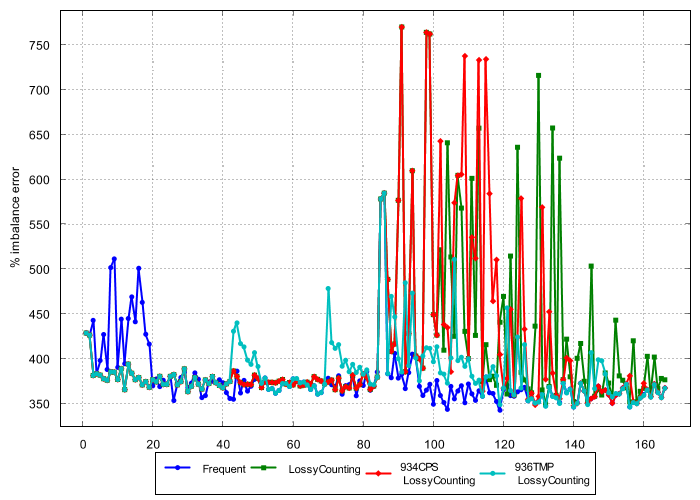 750
700
650
600
550
500
450
400
350
% imbalance error
0 20 40 60 80 100 120 140 160
Frequent LossyCounting 934CPS 936TMP
LossyCounting LossyCounting